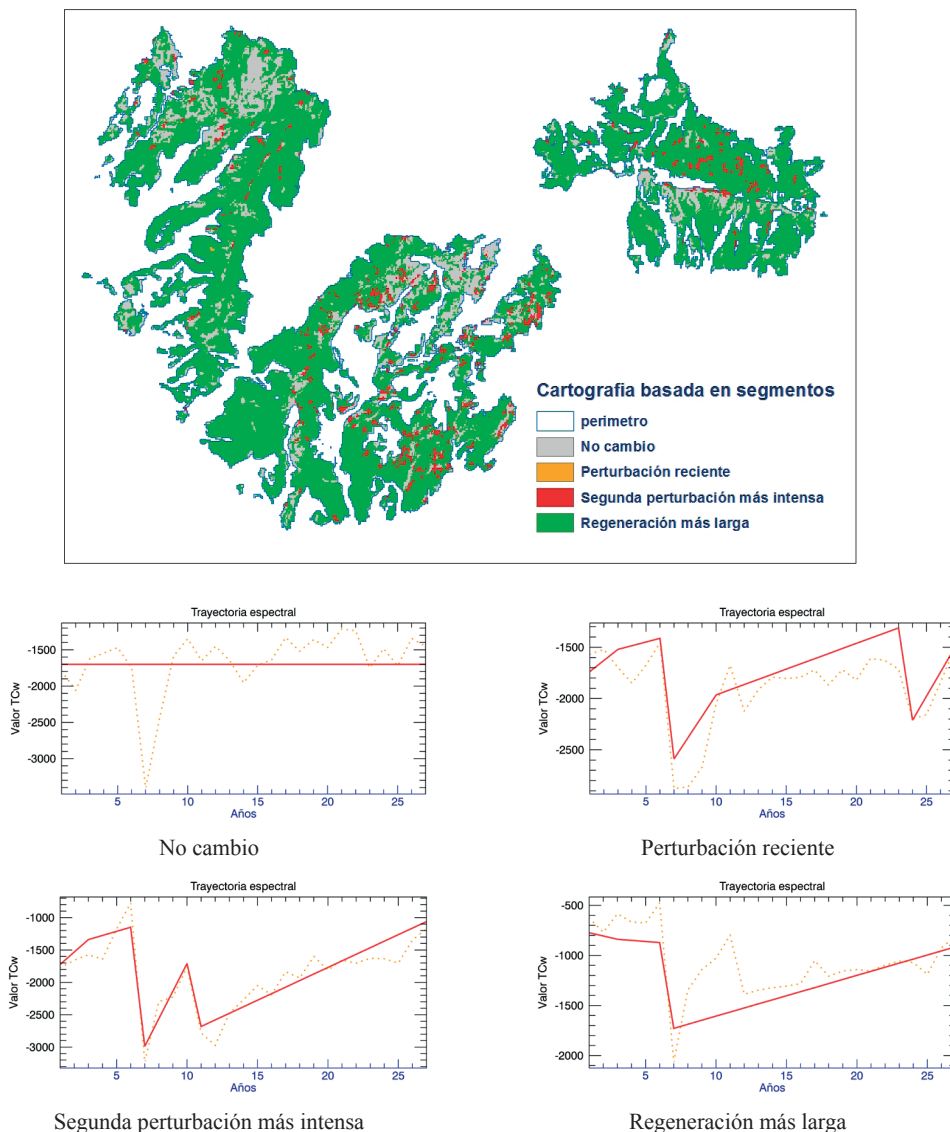 Cartografia basada en segmentos
perimetro
No cambio
Perturbación reciente
Segunda perturbación más intensa
Regeneración más larga
Trayectoria espectral
-1500
-2000
-2500
-3000
Valor TCw
5 10 15 20 25
Años
No cambio
Trayectoria espectral
-1500
-2000
-2500
Valor TCw
5 10 15 20 25
Años
Perturbación reciente
Trayectoria espectral
-1000
-1500
-2000
-2500
-3000
Valor TCw
5 10 15 20 25
Años
Segunda perturbación más intensa
Trayectoria espectral
-500
-1000
-1500
-2000
Valor TCw
5 10 15 20 25
Años
Regeneración más larga